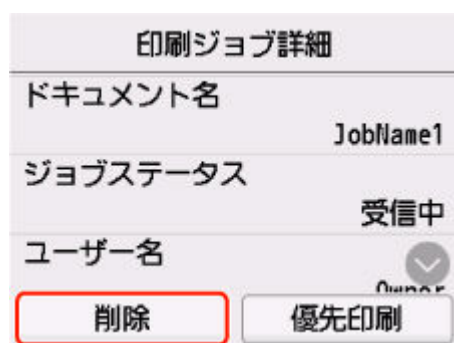 印刷ジョブ詳細
ドキュメント名
JobName1
ジョブステータス
受信中
ユーザー名
Owner
削除
優先印刷